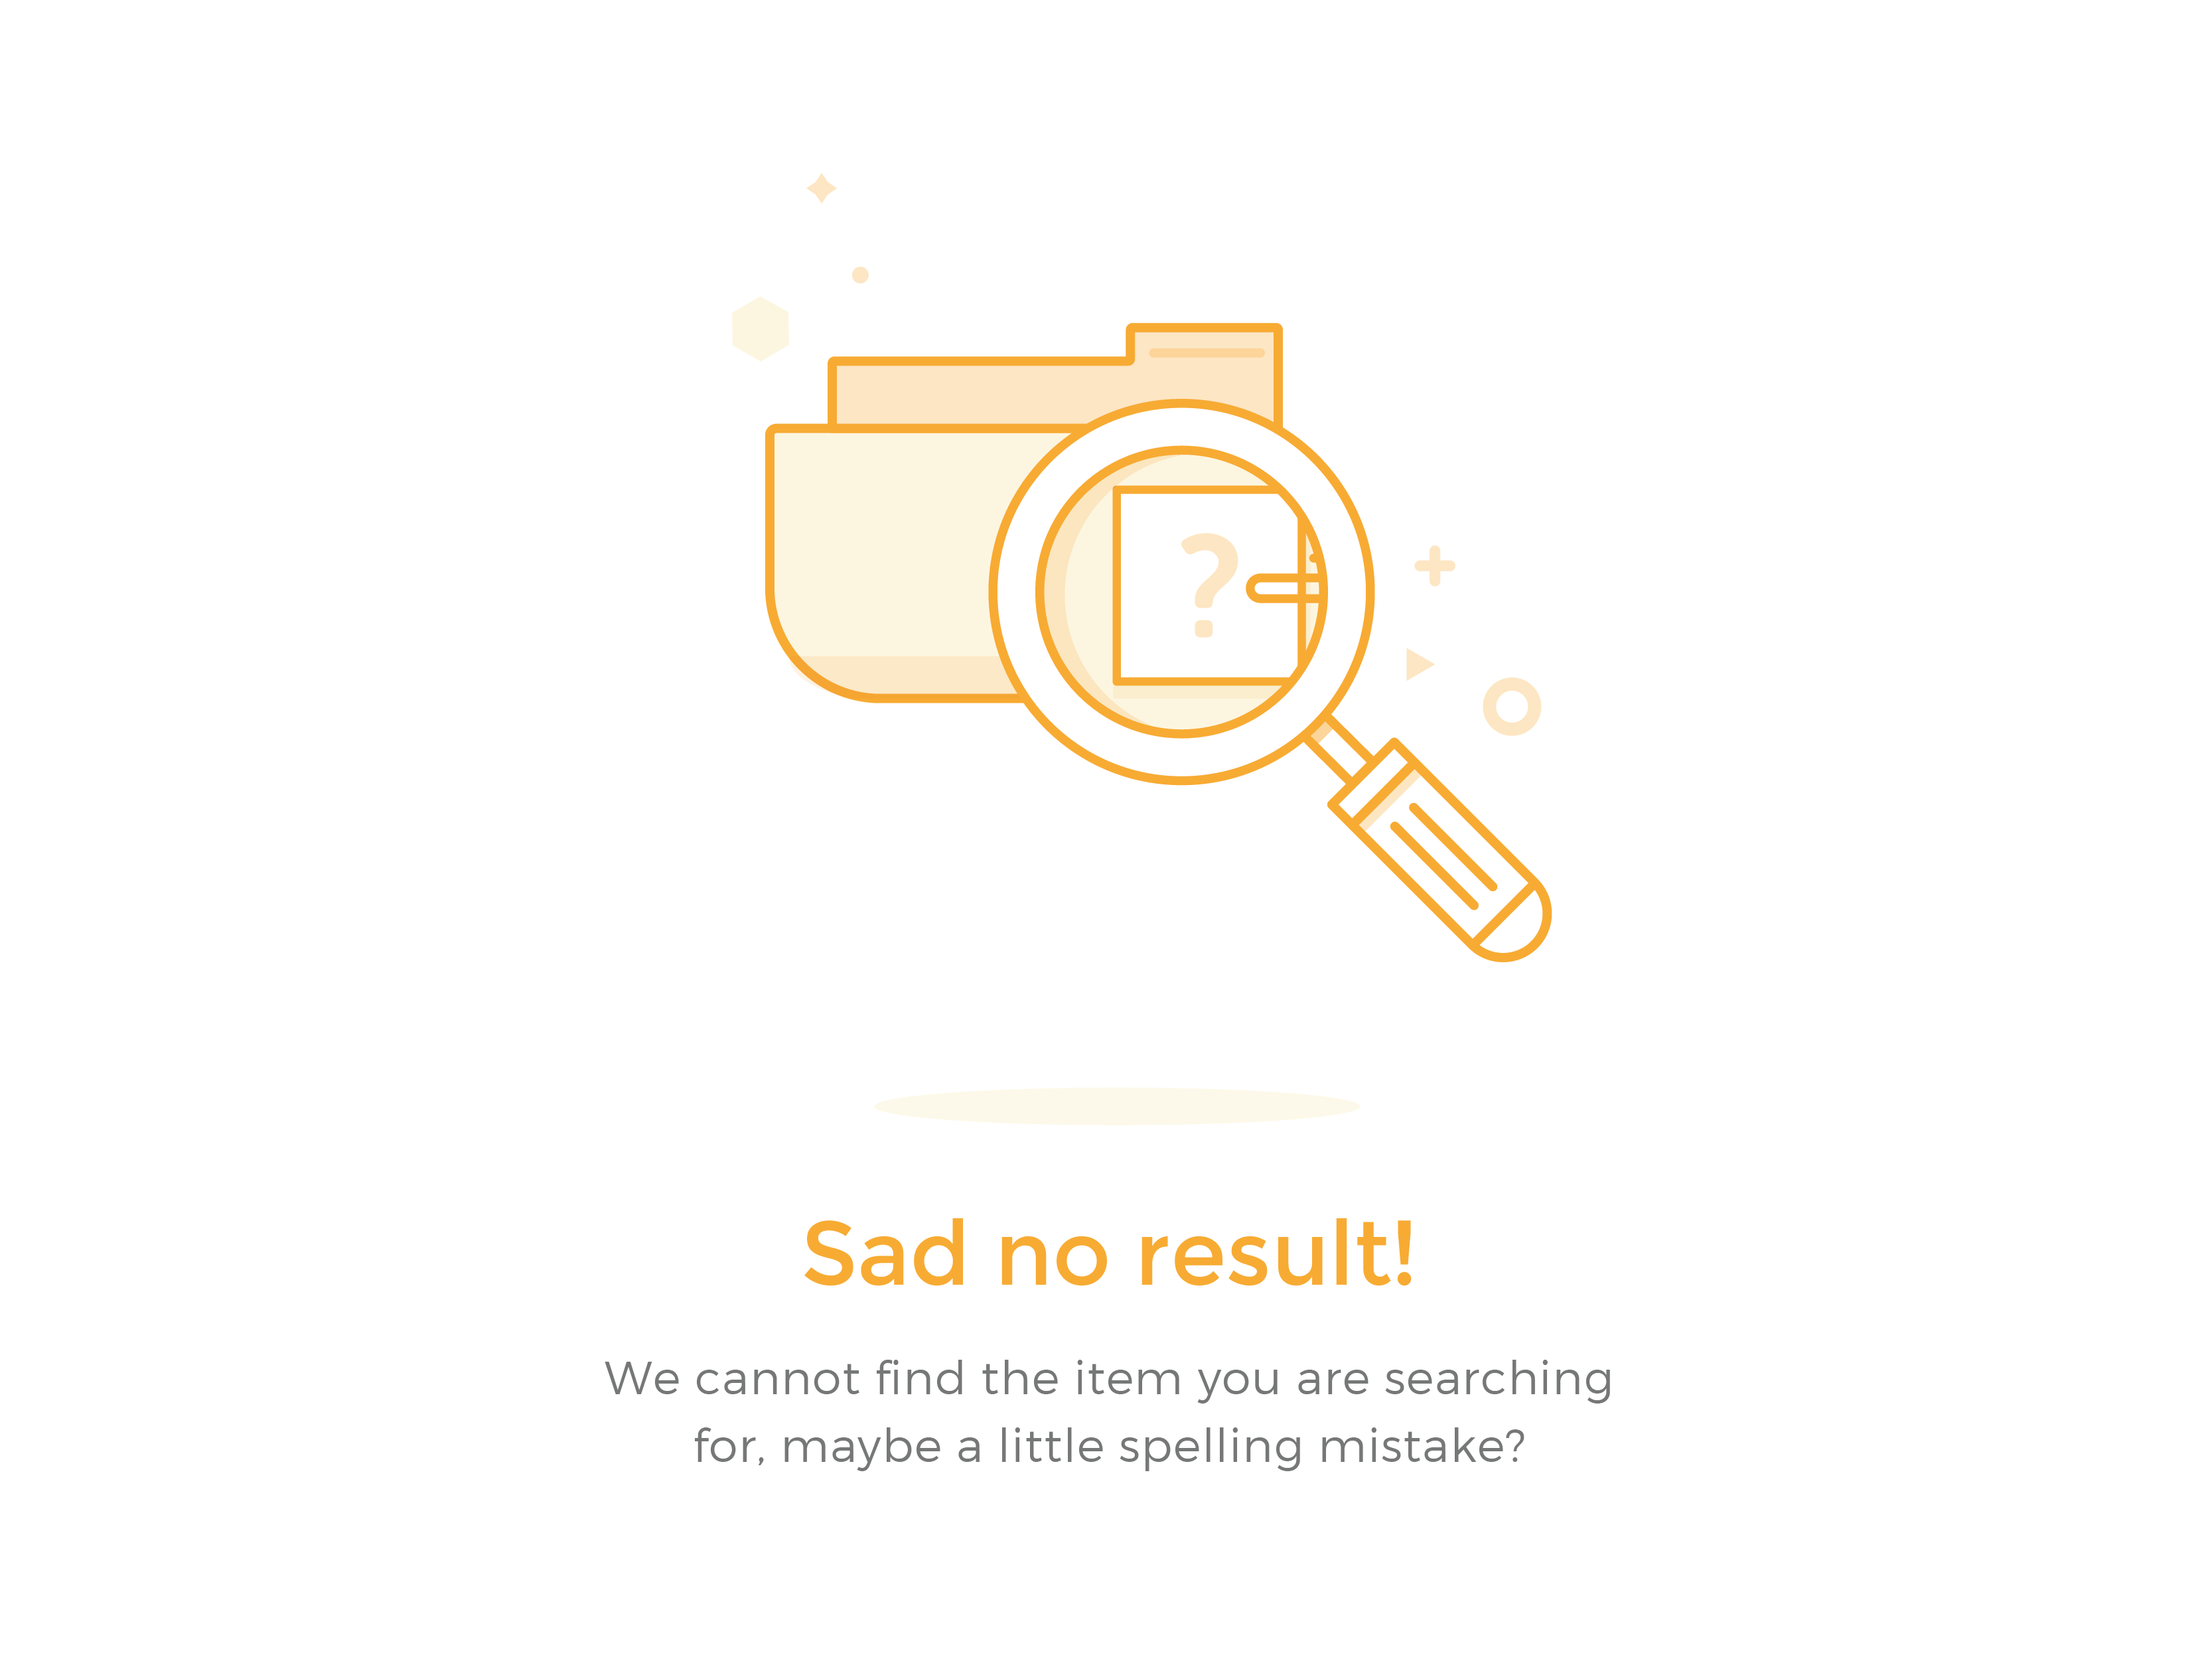 ?
Sad no result!
We cannot find the item you are searching
for, maybe a little spelling mistake?